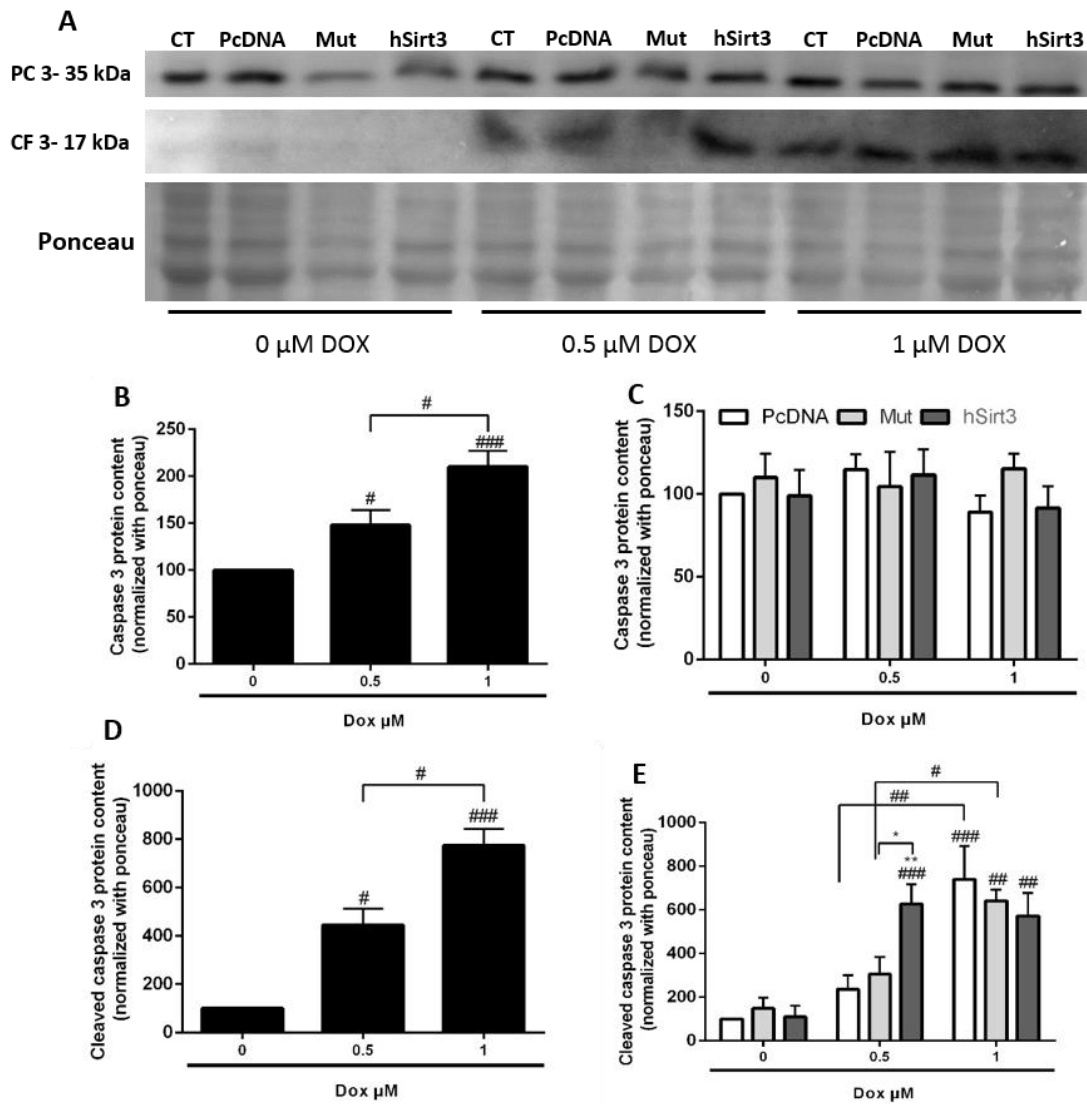 A
CT PcDNA Mut hSirt3 CT PcDNA Mut hSirt3 CT PcDNA Mut hSirt3
PC 3- 35 kDa
CF 3- 17 kDa
Ponceau
0 µM DOX 0.5 µM DOX 1 µM DOX
B
Caspase 3 protein content
(normalized with ponceau)
250
200
150
100
50
0
#
#
###
0 0.5 1
Dox µM
C
Caspase 3 protein content
(normalized with ponceau)
150
100
50
0
PcDNA Mut hSirt3
0 0.5 1
Dox µM
D
Cleaved caspase 3 protein content
(normalized with ponceau)
1000
800
600
400
200
0
#
#
###
0 0.5 1
Dox µM
E
Cleaved caspase 3 protein content
(normalized with ponceau)
1000
800
600
400
200
0
#
##
*
**
###
###
## ##
0 0.5 1
Dox µM